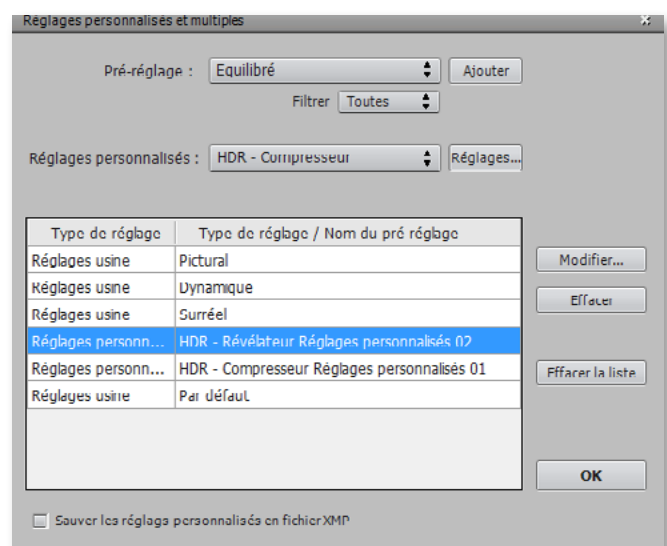 Réglages personnalisés et multiples ×
Pré-réglage : Equilibré Ajouter
Filtrer Toutes
Réglages personnalisés : HDR - Compresseur Réglages...
Type de réglage Type de réglage / Nom du pré réglage
Réglages usine Pictural
Réglages usine Dynamique
Réglages usine Surréel
Réglages personn... HDR - Révélateur Réglages personnalisés 02
Réglages personn... HDR - Compresseur Réglages personnalisés 01
Réglages usine Par défaut
Modifier...
Effacer
Effacer la liste
OK
Sauver les réglags personnalisés en fichier XMP